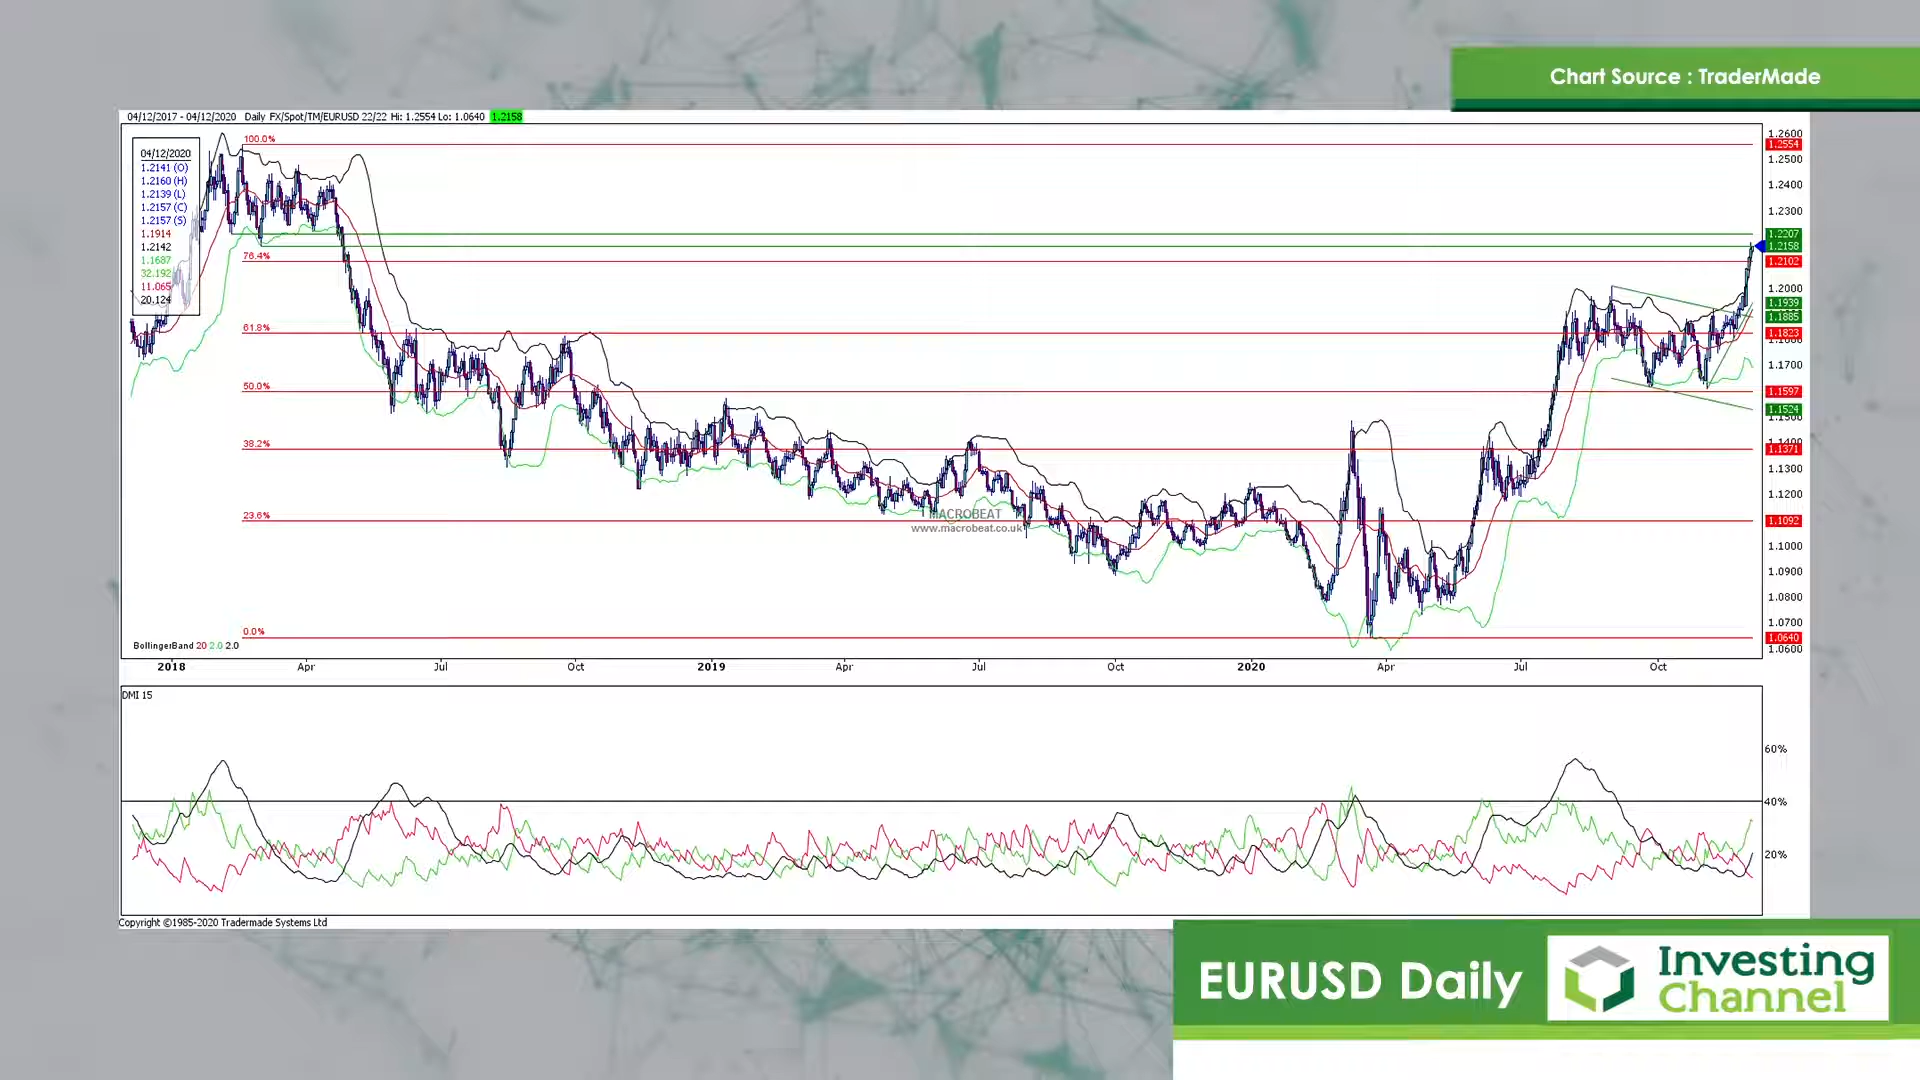 Chart Source : TraderMade
04/12/2017 - 04/12/2020 Daily FX/Spot/TM/EURUSD 22/22 Hi: 1.2554 Lo: 1.0640 1.2158
04/12/2020
1.2141 (O)
1.2160 (H)
1.2139 (L)
1.2157 (C)
1.2157 (S)
1.1914
1.2142
1.1687
32.192
11.065
20.124
100.0%
76.4%
61.8%
50.0%
38.2%
23.6%
0.0%
1.2600
1.2554
1.2500
1.2400
1.2300
1.2207
1.2158
1.2102
1.2000
1.1939
1.1885
1.1823
1.1800
1.1700
1.1597
1.1524
1.1500
1.1400
1.1371
1.1300
1.1200
1.1092
1.1000
1.0900
1.0800
1.0700
1.0640
1.0600
MACROBEAT
www.macrobeat.co.uk
BollingerBand 20 2.0 2.0
2018 Apr Jul Oct 2019 Apr Jul Oct 2020 Apr Jul Oct
DMI 15
60%
40%
20%
Copyright ©1985-2020 Tradermade Systems Ltd
EURUSD Daily
Investing
Channel